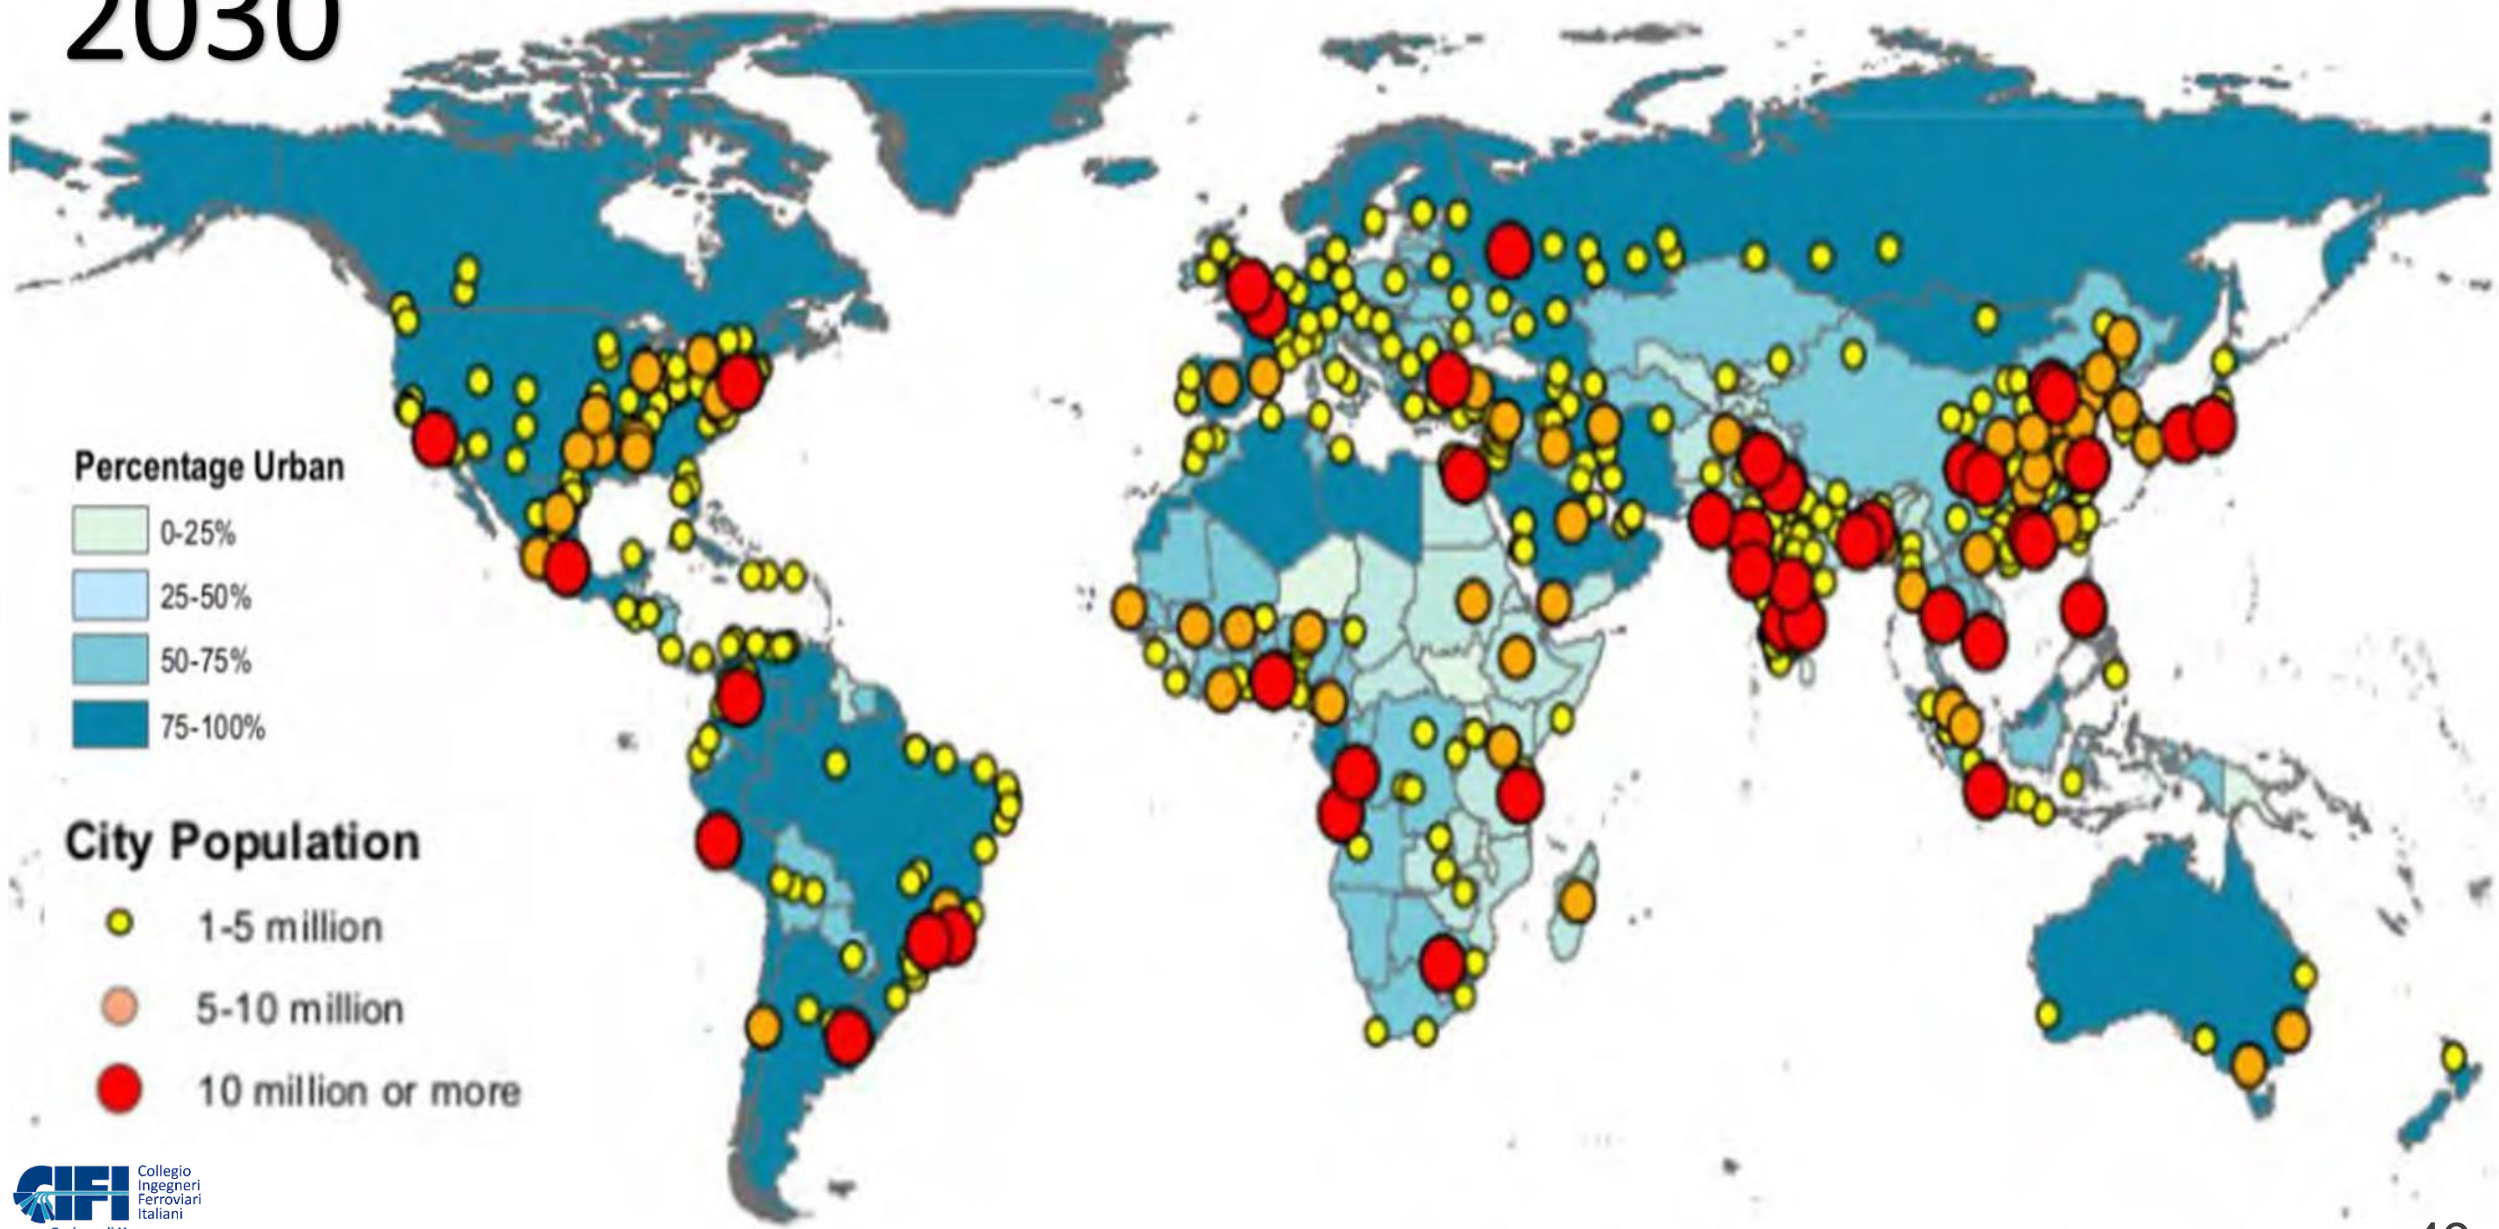 2030
Percentage Urban
0-25%
25-50%
50-75%
75-100%
City Population
1-5 million
5-10 million
10 million or more
CIFI
Collegio
Ingegneri
Ferroviari
Italiani